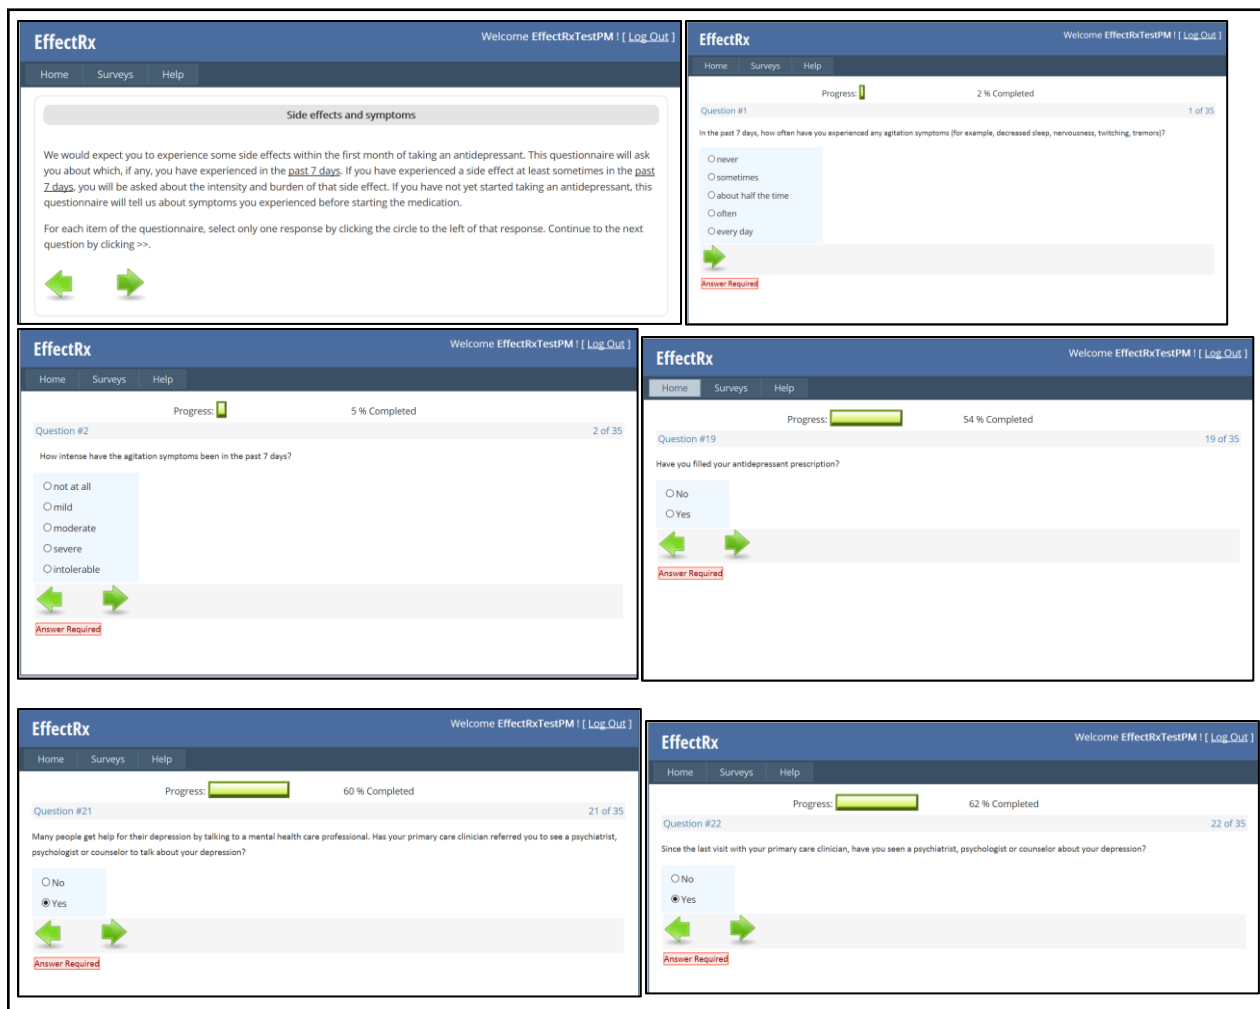 EffectRx
Welcome EffectRxTestPM ! [ Log Out ]
Home Surveys Help
Side effects and symptoms
We would expect you to experience some side effects within the first month of taking an antidepressant. This questionnaire will ask
you about which, if any, you have experienced in the past 7 days. If you have experienced a side effect at least sometimes in the past
7 days, you will be asked about the intensity and burden of that side effect. If you have not yet started taking an antidepressant, this
questionnaire will tell us about symptoms you experienced before starting the medication.
For each item of the questionnaire, select only one response by clicking the circle to the left of that response. Continue to the next
question by clicking >>.
EffectRx
Welcome EffectRxTestPM ! [ Log Out ]
Home Surveys Help
Progress: 2 % Completed
Question #1 1 of 35
In the past 7 days, how often have you experienced any agitation symptoms (for example, decreased sleep, nervousness, twitching, tremors)?
never
sometimes
about half the time
often
every day
Answer Required
EffectRx
Welcome EffectRxTestPM ! [ Log Out ]
Home Surveys Help
Progress: 5 % Completed
Question #2 2 of 35
How intense have the agitation symptoms been in the past 7 days?
not at all
mild
moderate
severe
intolerable
Answer Required
EffectRx
Welcome EffectRxTestPM ! [ Log Out ]
Home Surveys Help
Progress: 54 % Completed
Question #19 19 of 35
Have you filled your antidepressant prescription?
No
Yes
Answer Required
EffectRx
Welcome EffectRxTestPM ! [ Log Out ]
Home Surveys Help
Progress: 60 % Completed
Question #21 21 of 35
Many people get help for their depression by talking to a mental health care professional. Has your primary care clinician referred you to see a psychiatrist,
psychologist or counselor to talk about your depression?
No
Yes
Answer Required
EffectRx
Welcome EffectRxTestPM ! [ Log Out ]
Home Surveys Help
Progress: 62 % Completed
Question #22 22 of 35
Since the last visit with your primary care clinician, have you seen a psychiatrist, psychologist or counselor about your depression?
No
Yes
Answer Required